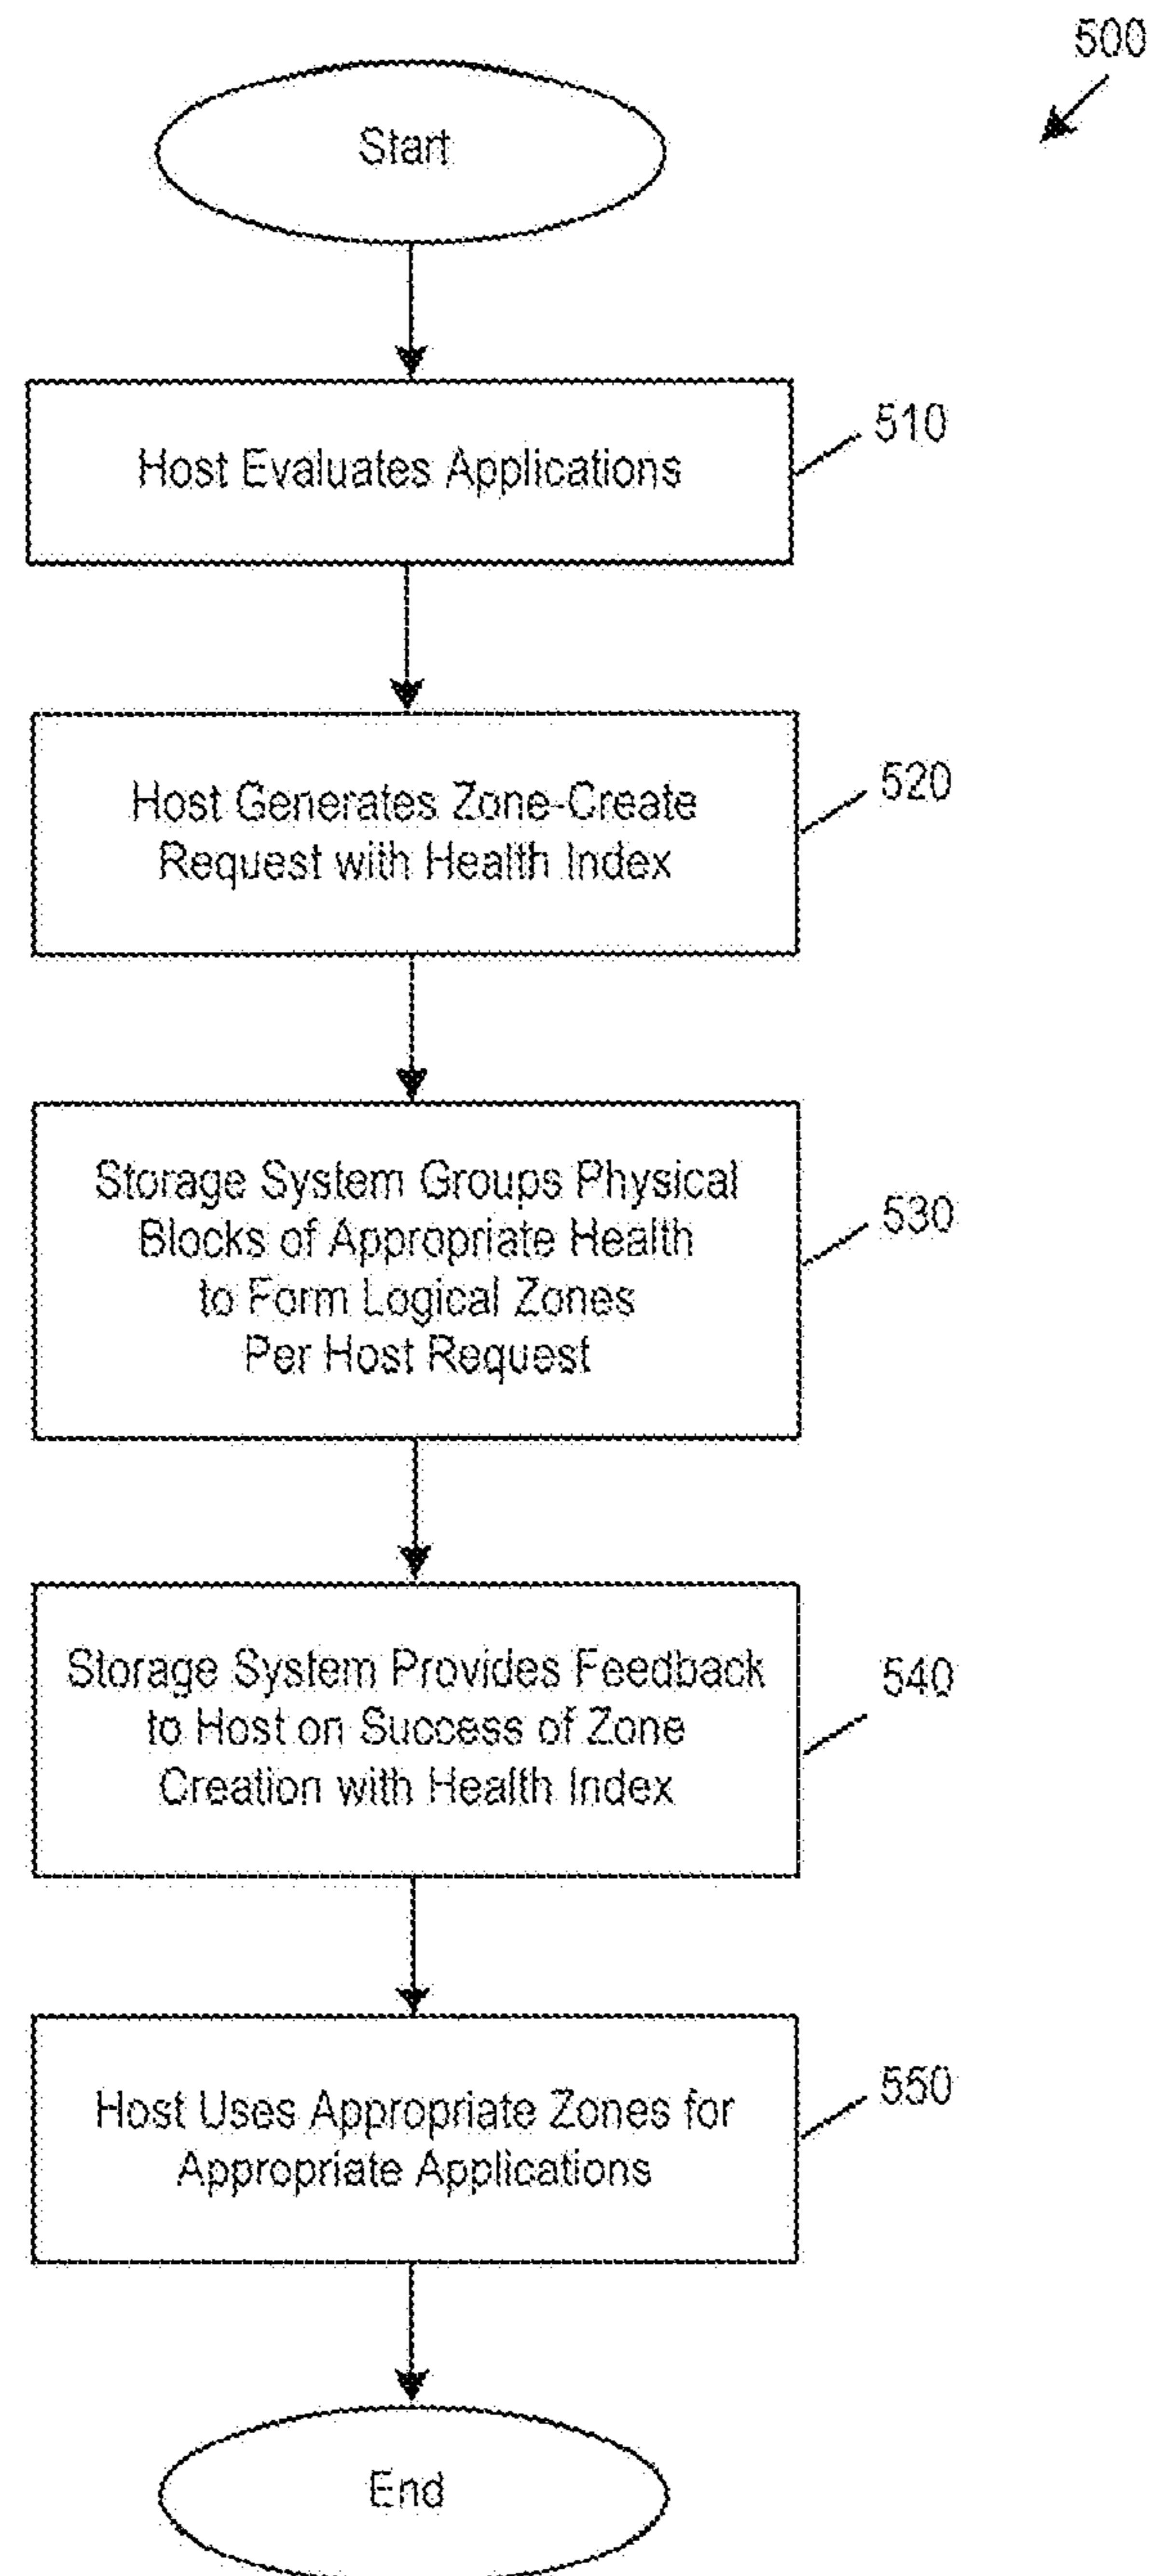 500
Start
Host Evaluates Applications
510
Host Generates Zone-Create
Request with Health Index
520
Storage System Groups Physical
Blocks of Appropriate Health
to Form Logical Zones
Per Host Request
530
Storage System Provides Feedback
to Host on Success of Zone
Creation with Health Index
540
Host Uses Appropriate Zones for
Appropriate Applications
550
End